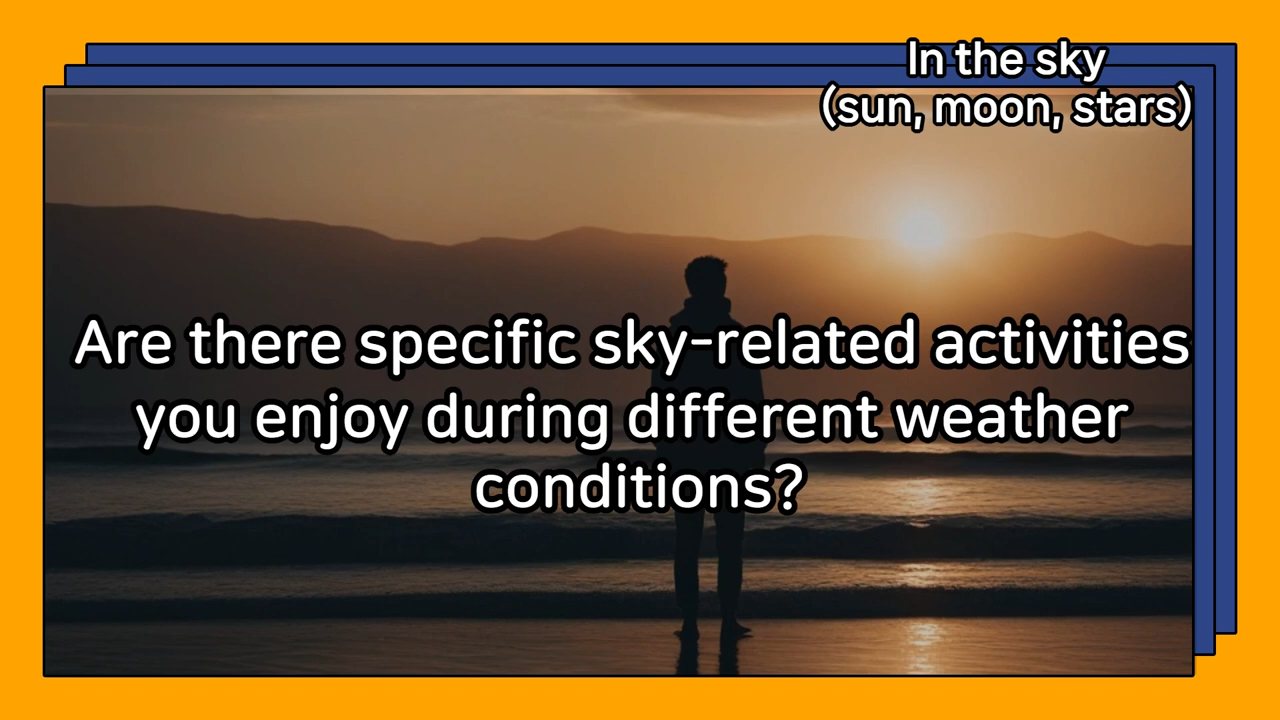 In the sky
(sun, moon, stars)
Are there specific sky-related activities
you enjoy during different weather
conditions?